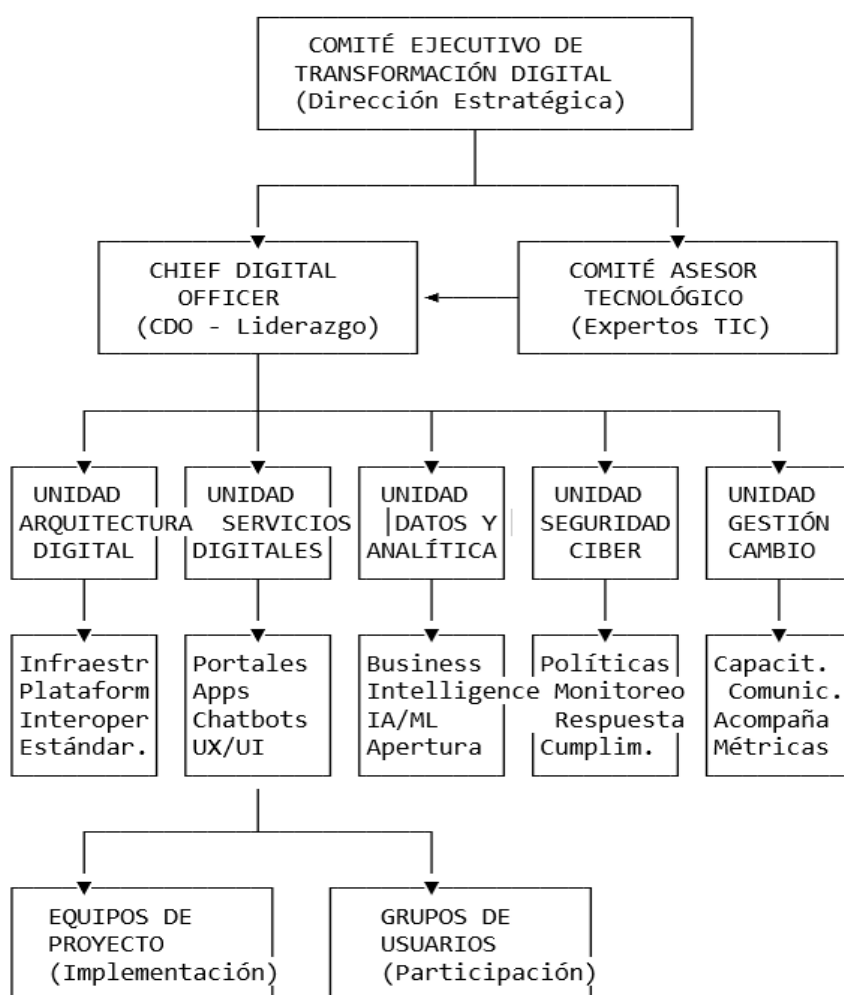 COMITÉ EJECUTIVO DE
TRANSFORMACIÓN DIGITAL
(Dirección Estratégica)
CHIEF DIGITAL
OFFICER
(CDO - Liderazgo)
COMITÉ ASESOR
TECNOLÓGICO
(Expertos TIC)
UNIDAD
ARQUITECTURA
DIGITAL
UNIDAD
SERVICIOS
DIGITALES
UNIDAD
DATOS Y
ANALÍTICA
UNIDAD
SEGURIDAD
CIBER
UNIDAD
GESTIÓN
CAMBIO
Infraestr
Plataform
Interoper
Estándar.
Portales
Apps
Chatbots
UX/UI
Business
Intelligence
IA/ML
Apertura
Políticas
Monitoreo
Respuesta
Cumplim.
Capacit.
Comunic.
Acompaña
Métricas
EQUIPOS DE
PROYECTO
(Implementación)
GRUPOS DE
USUARIOS
(Participación)